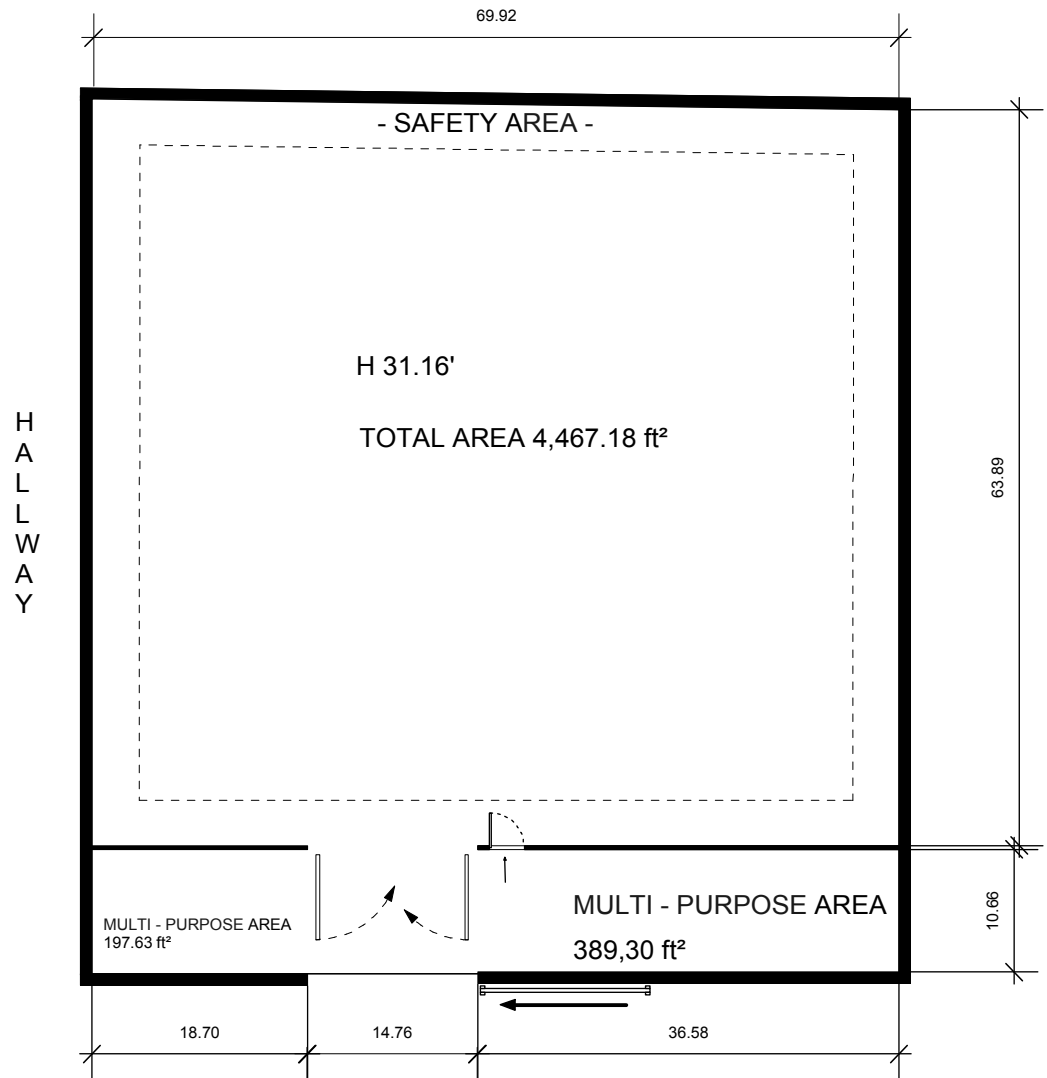 69.92
- SAFETY AREA -
H 31.16'
TOTAL AREA 4,467.18 ft²
H
A
L
L
W
A
Y
63.89
MULTI - PURPOSE AREA
197.63 ft²
MULTI - PURPOSE AREA
389,30 ft²
10.66
18.70
14.76
36.58